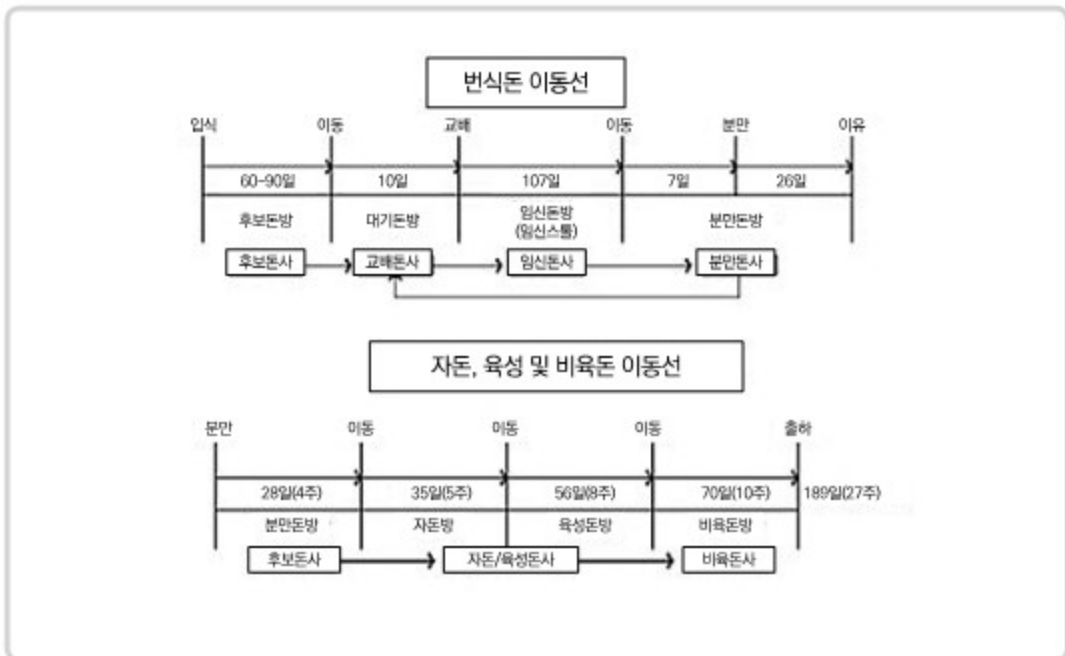 번식돈 이동선
입식 이동 교배 이동 분만 이유
60-90일 10일 107일 7일 26일
후보돈방 대기돈방 임신돈방 분만돈방
(임신스톨)
후보돈사 교배돈사 임신돈사 분만돈사
자돈, 육성 및 비육돈 이동선
분만 이동 이동 이동 출하
28일(4주) 35일(5주) 56일(8주) 70일(10주) 189일(27주)
분만돈방 자돈방 육성돈방 비육돈방
후보돈사 자돈/육성돈사 비육돈사